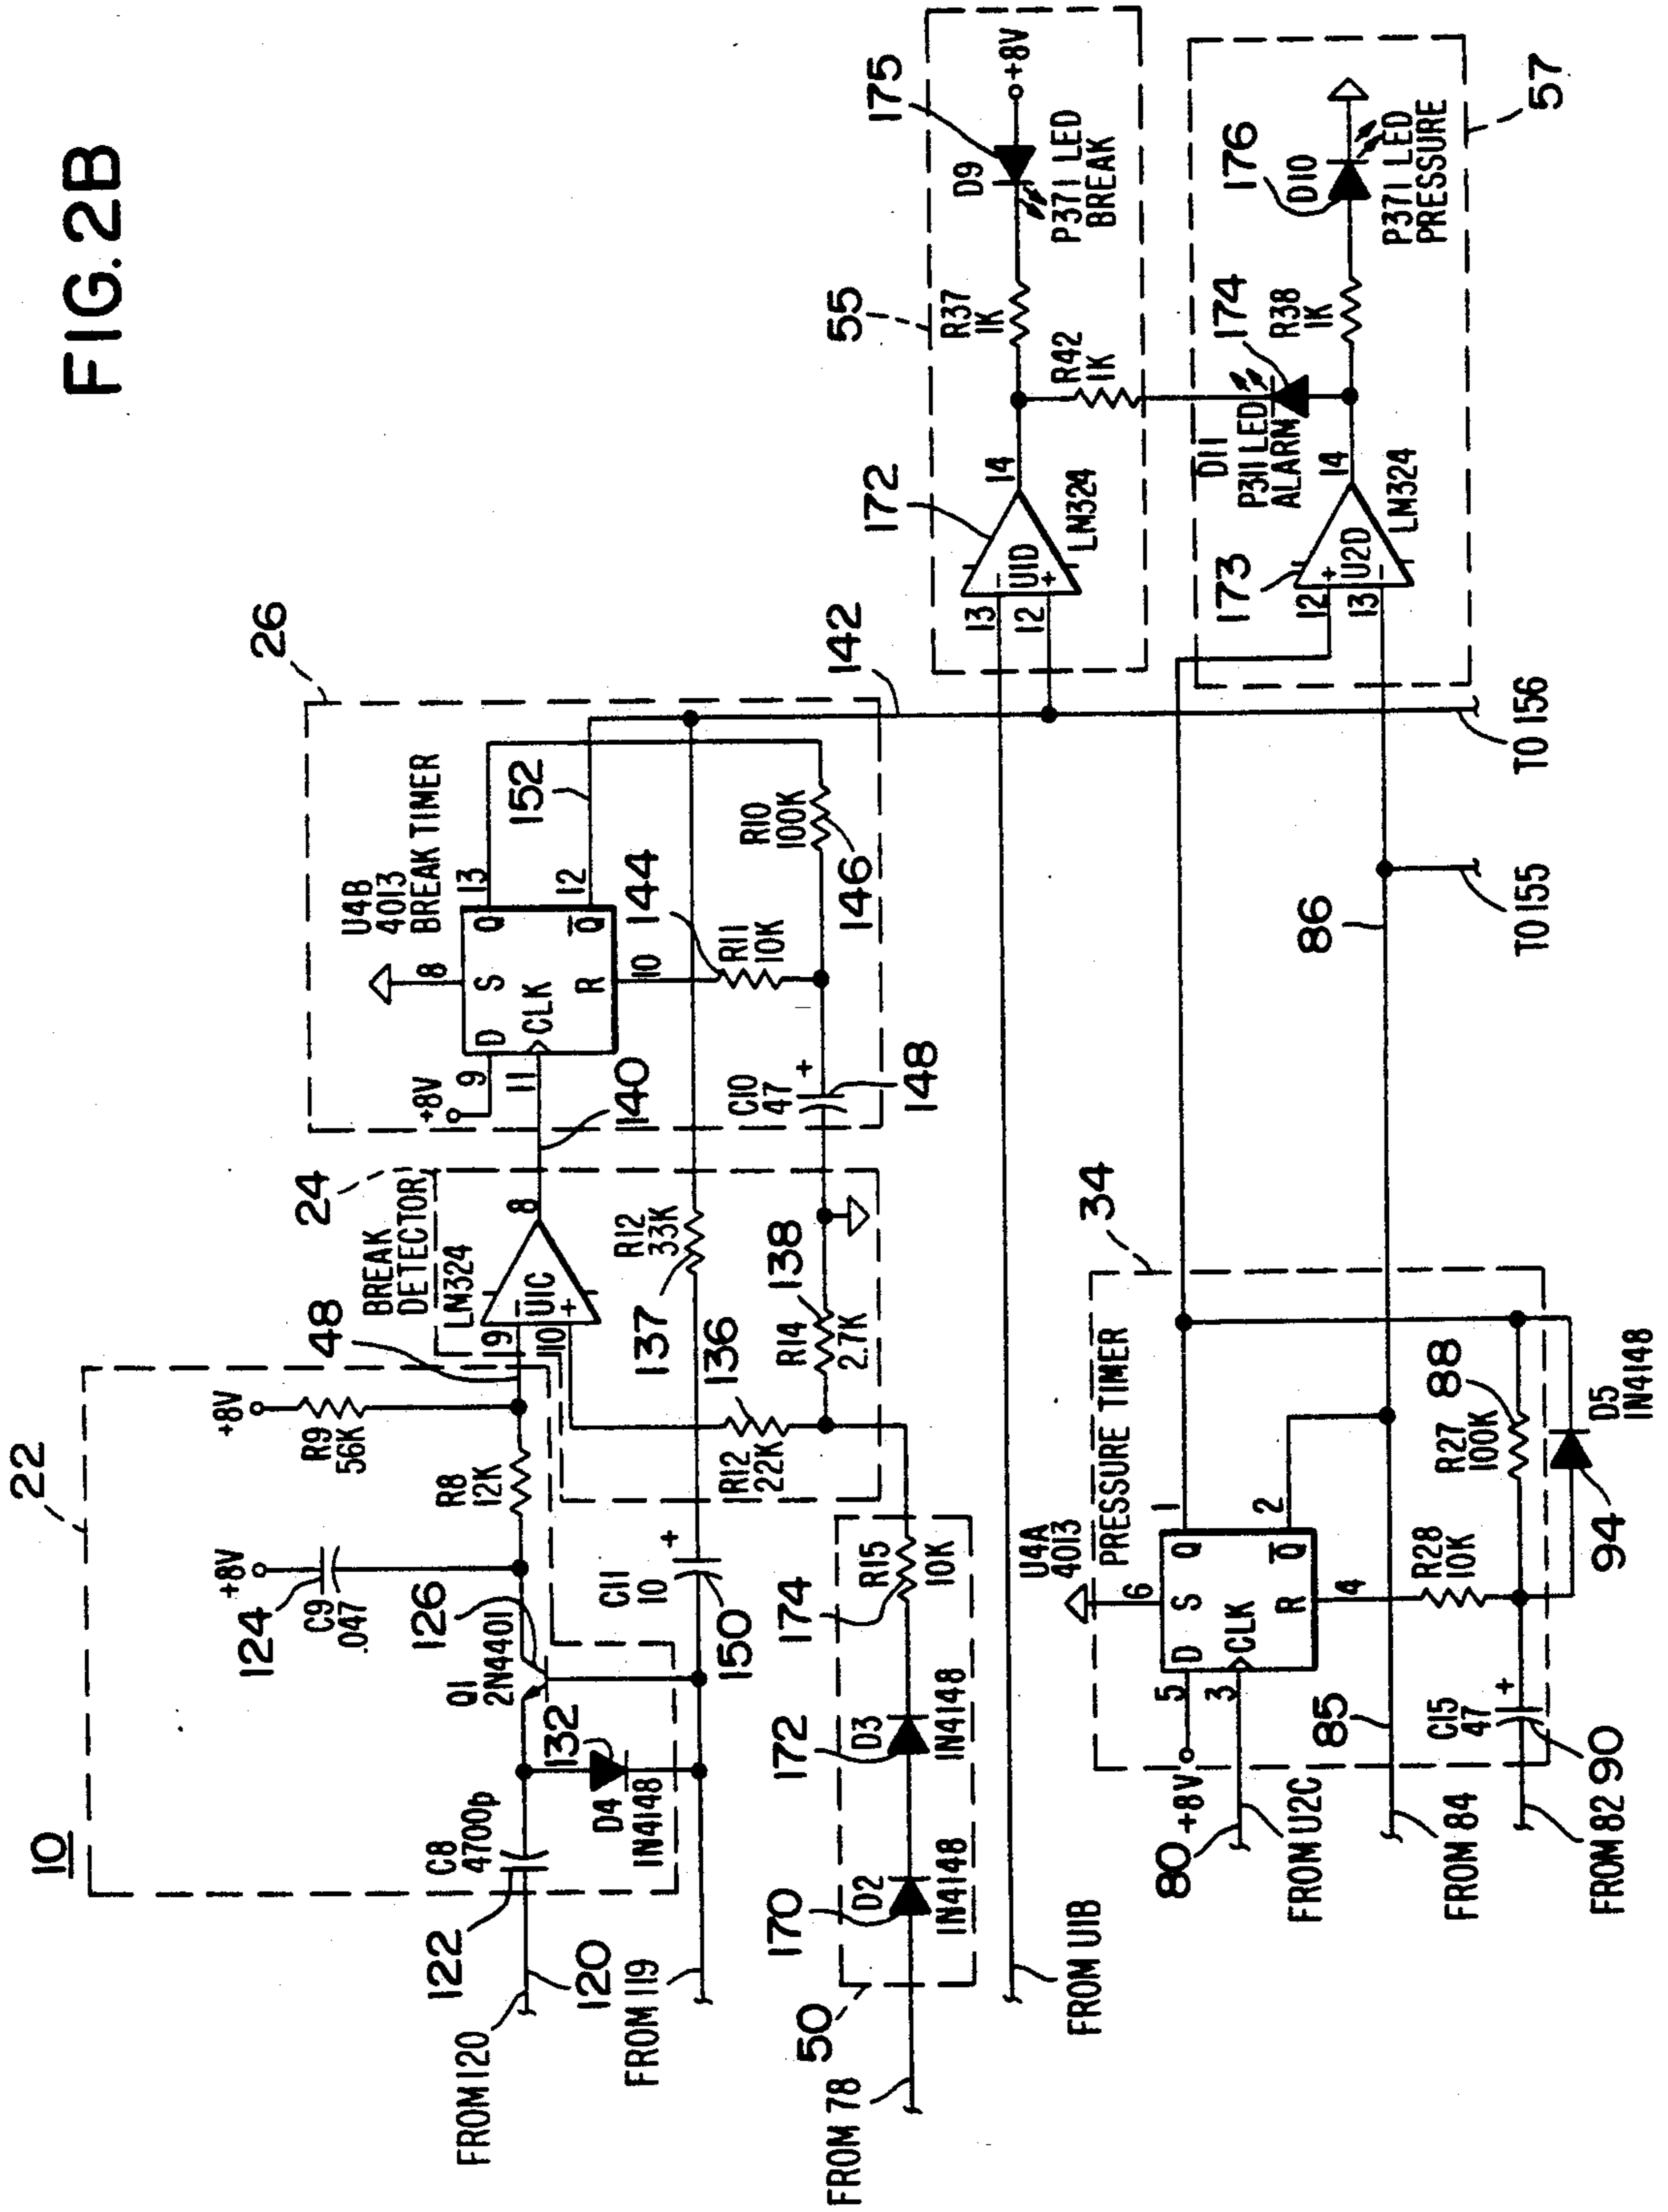 FIG. 2B
10
22
+8V
124
C9
.047
+8V
R9
56K
R8
12K
48
126
Q1
2N4401
132
C8
4700p
D4
IN4148
122
FROM 120
120
FROM 119
C11
10
150
BREAK
DETECTOR
LM324
24
9
10
U1C
8
R12
33K
137
136
R12
22K
138
R14
2.7K
140
26
U4B
4013
BREAK TIMER
+8V
9
11
8
13
12
10
D
S
Q
CLK
R
Q
152
144
R11
10K
R10
100K
146
C10
47
148
142
50
170
D2
IN4148
172
D3
IN4148
174
R15
10K
FROM 78
FROM U1B
172
13
12
U1D
14
LM324
55
R37
1K
R42
1K
D9
175
+8V
P371 LED
BREAK
173
12
13
U2D
14
LM324
D11
P311 LED
ALARM
174
R38
1K
176
D10
P371 LED
PRESSURE
57
TO 156
TO 155
86
34
U4A
4013
PRESSURE TIMER
6
5
3
1
2
4
D
S
Q
CLK
R
Q
80
+8V
FROM U2C
85
FROM 84
C15
47
90
FROM 82
R28
10K
R27
100K
88
94
D5
IN4148